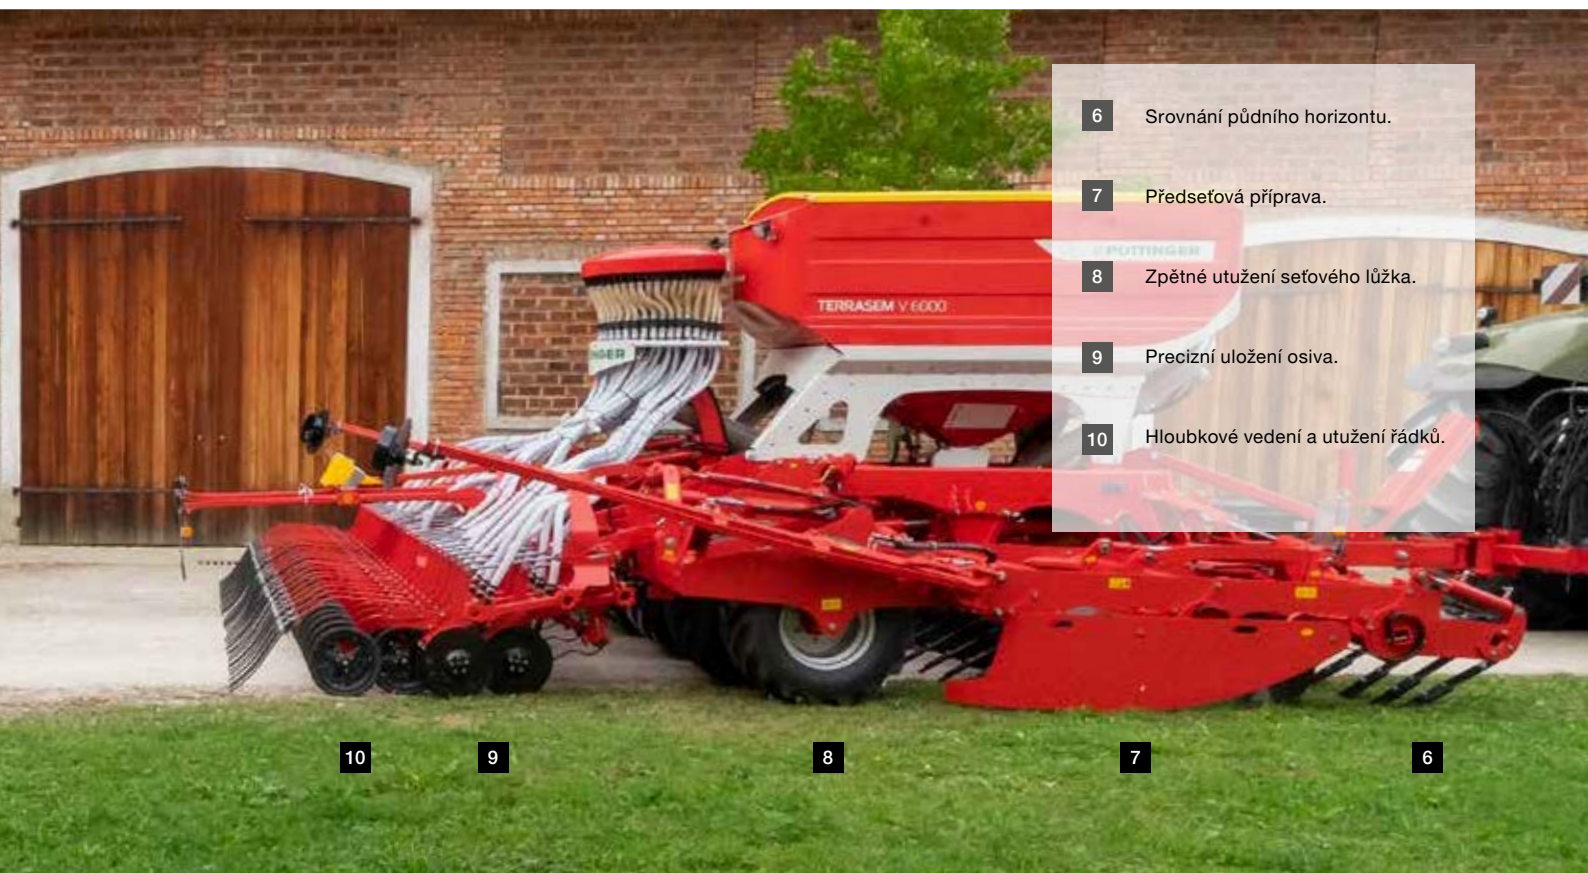 6 Srovnání půdního horizontu.
7 Předseťová příprava.
PÖTTINGER
8 Zpětné utužení seťového lůžka.
TERRASEM V 6000
9 Precizní uložení osiva.
10 Hloubkové vedení a utužení řádků.
10 9 8 7 6